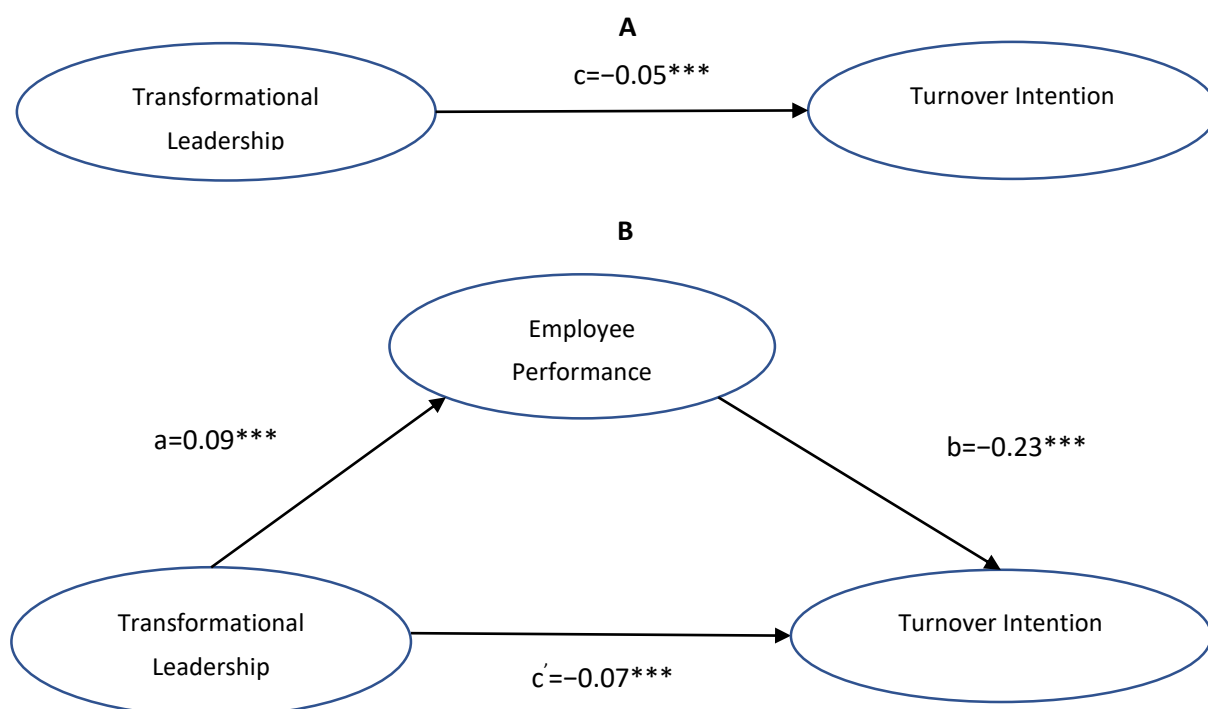 A
c=−0.05***
Transformational
Leadership
Turnover Intention
B
Employee
Performance
a=0.09***
b=−0.23***
Transformational
Leadership
Turnover Intention
c′=−0.07***